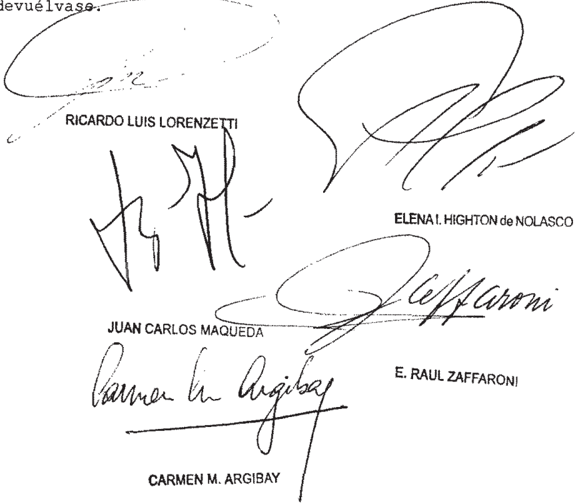 devuélvase.
RICARDO LUIS LORENZETTI
ELENA I. HIGHTON de NOLASCO
JUAN CARLOS MAQUEDA
Zaffaroni
E. RAUL ZAFFARONI
Carmen M Argibay
CARMEN M. ARGIBAY